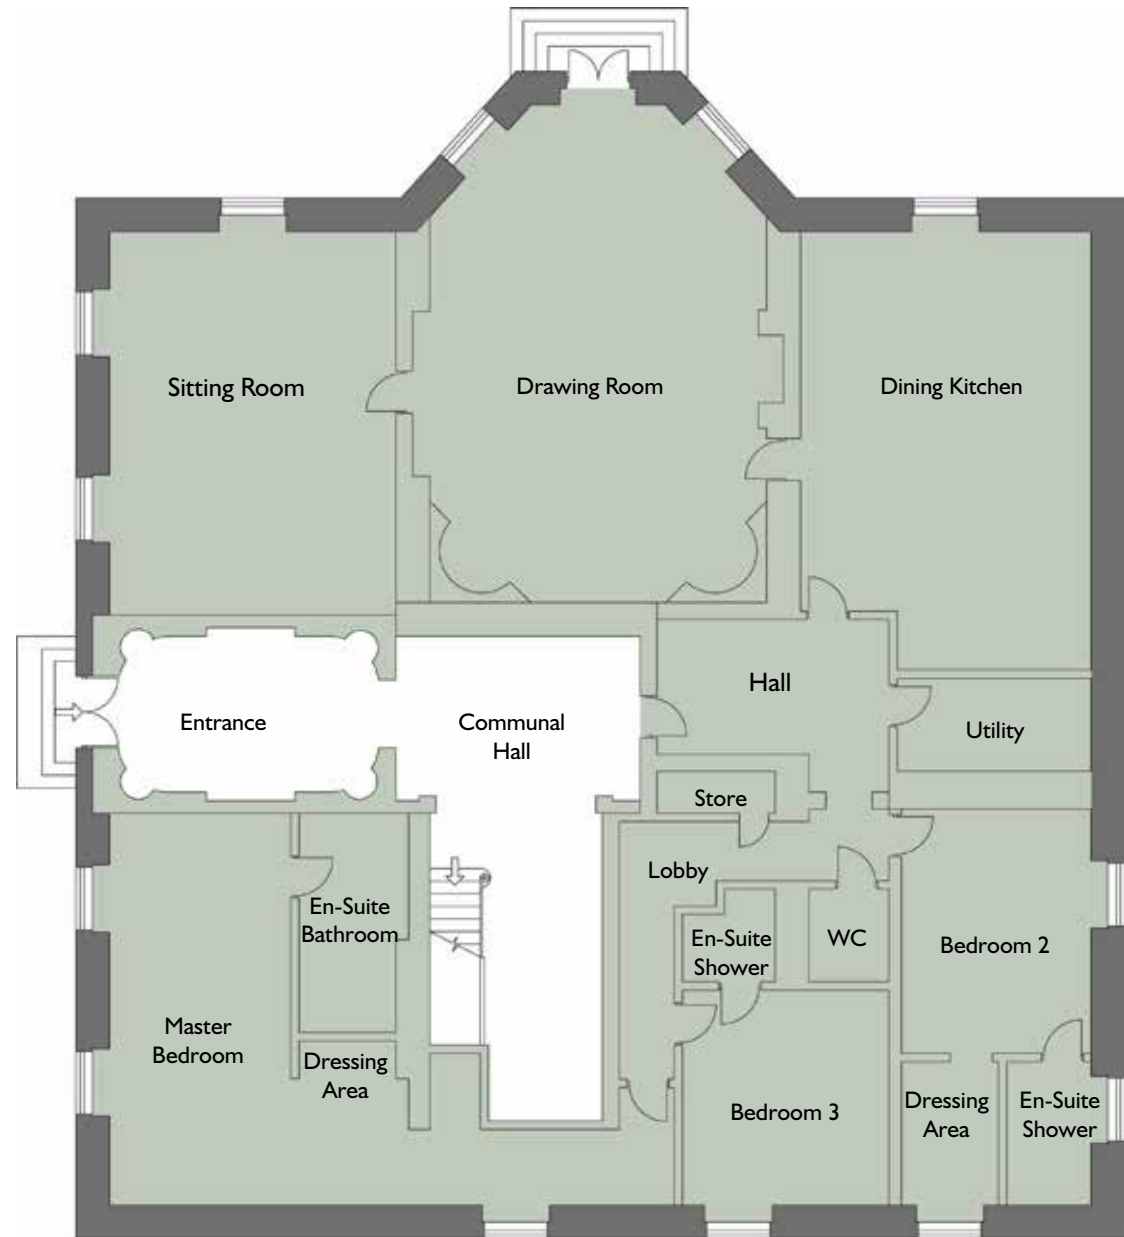 Sitting Room
Drawing Room
Dining Kitchen
Hall
Entrance
Communal
Hall
Utility
Store
Lobby
En-Suite
Bathroom
En-Suite
Shower
WC
Bedroom 2
Master
Bedroom
Dressing
Area
Bedroom 3
Dressing
Area
En-Suite
Shower